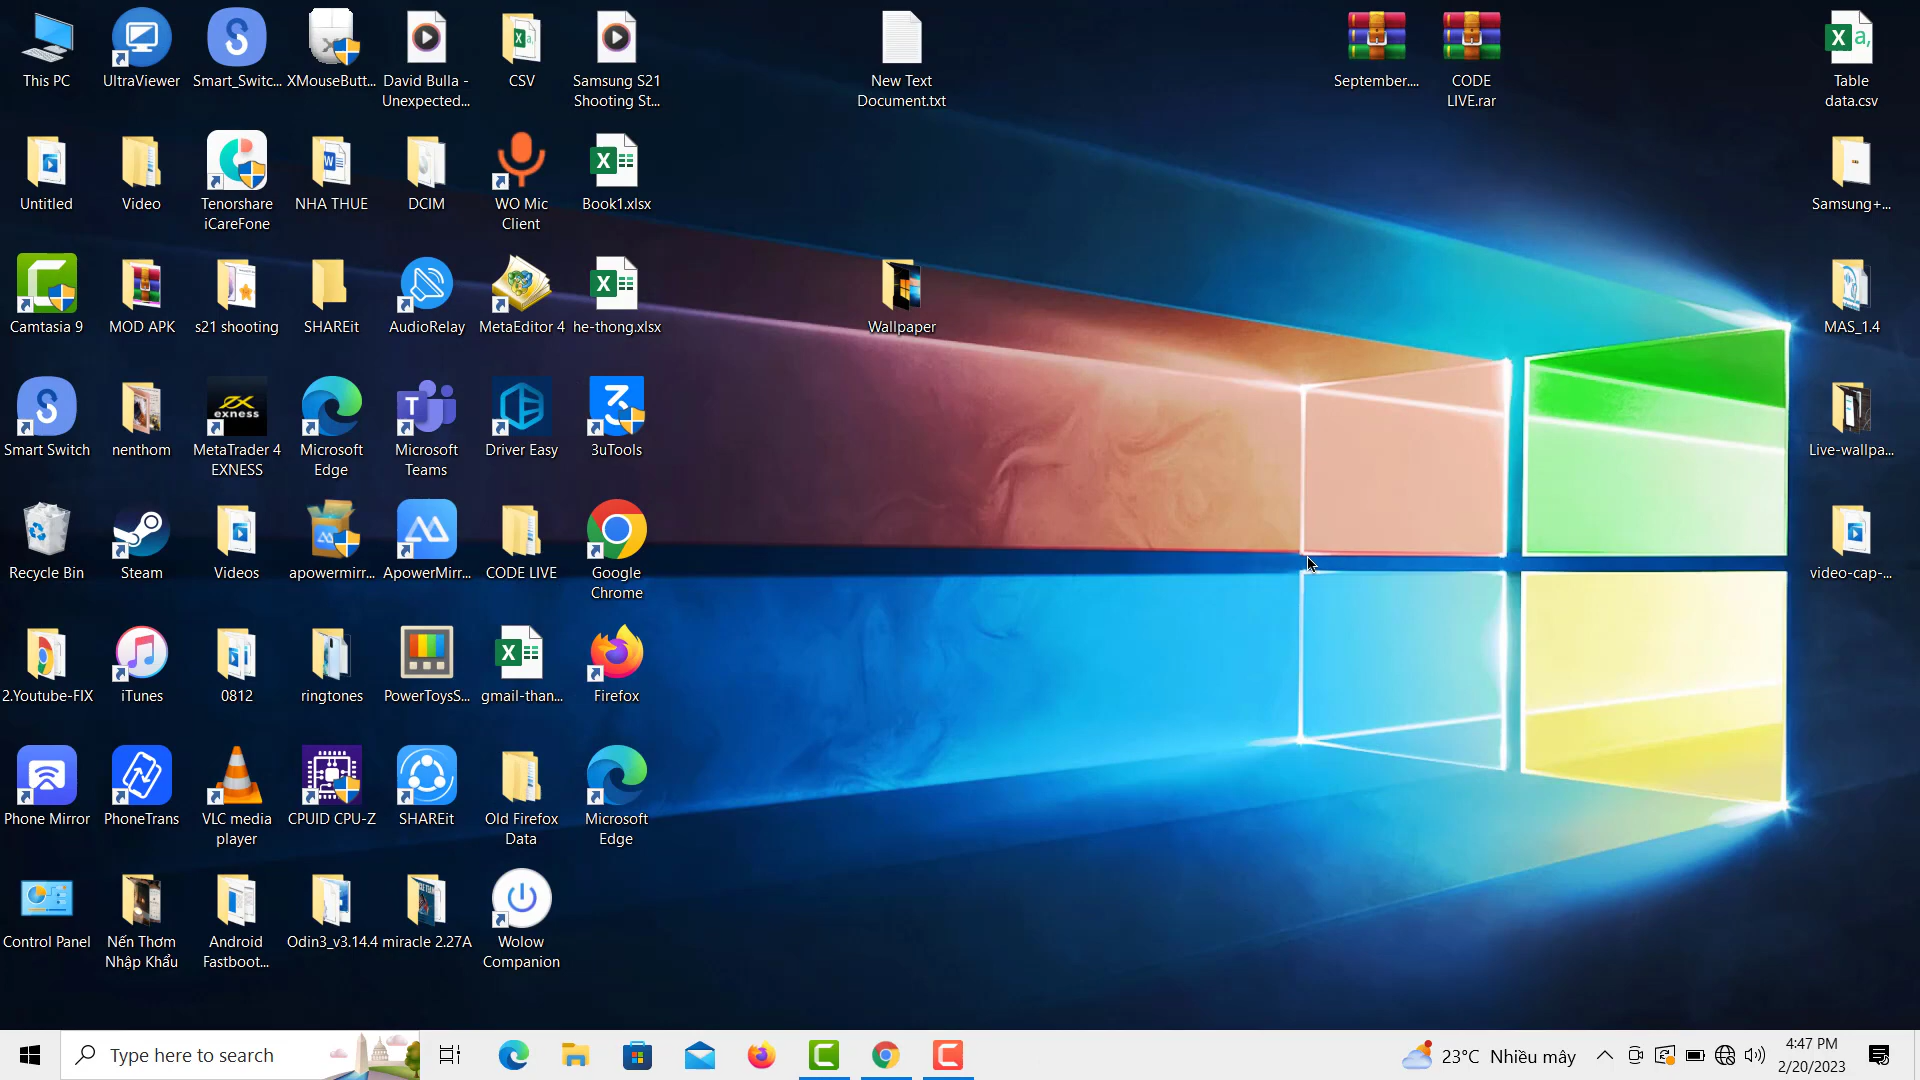 This PC
UltraViewer
Smart_Switc...
XMouseButt...
David Bulla -
Unexpected...
CSV
Samsung S21
Shooting St...
New Text
Document.txt
September....
CODE
LIVE.rar
Table
data.csv
Untitled
Video
Tenorshare
iCareFone
NHA THUE
DCIM
WO Mic
Client
Book1.xlsx
Samsung+...
Camtasia 9
MOD APK
s21 shooting
SHAREit
AudioRelay
MetaEditor 4
he-thong.xlsx
Wallpaper
MAS_1.4
Smart Switch
nenthom
exness
MetaTrader 4
EXNESS
Microsoft
Edge
Microsoft
Teams
Driver Easy
3uTools
Live-wallpa...
Recycle Bin
Steam
Videos
apowermirr...
ApowerMirr...
CODE LIVE
Google
Chrome
video-cap-...
2.Youtube-FIX
iTunes
0812
ringtones
PowerToysS...
gmail-than...
Firefox
Phone Mirror
PhoneTrans
VLC media
player
CPUID CPU-Z
SHAREit
Old Firefox
Data
Microsoft
Edge
Control Panel
Nến Thơm
Nhập Khẩu
Android
Fastboot...
Odin3_v3.14.4
miracle 2.27A
Wolow
Companion
Type here to search
23°C Nhiều mây
4:47 PM
2/20/2023